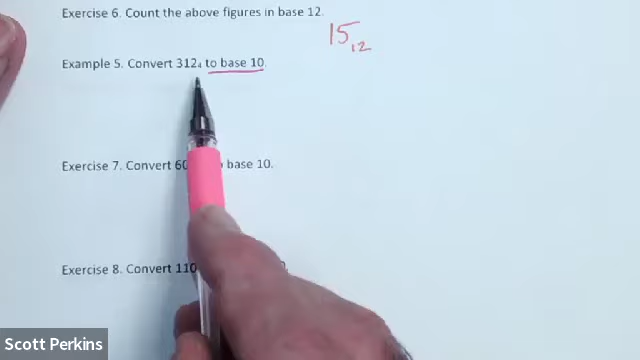 Exercise 6. Count the above figures in base 12.
15₁₂
Example 5. Convert 312₄ to base 10.
Exercise 7. Convert 60 base 10.
Exercise 8. Convert 110
Scott Perkins